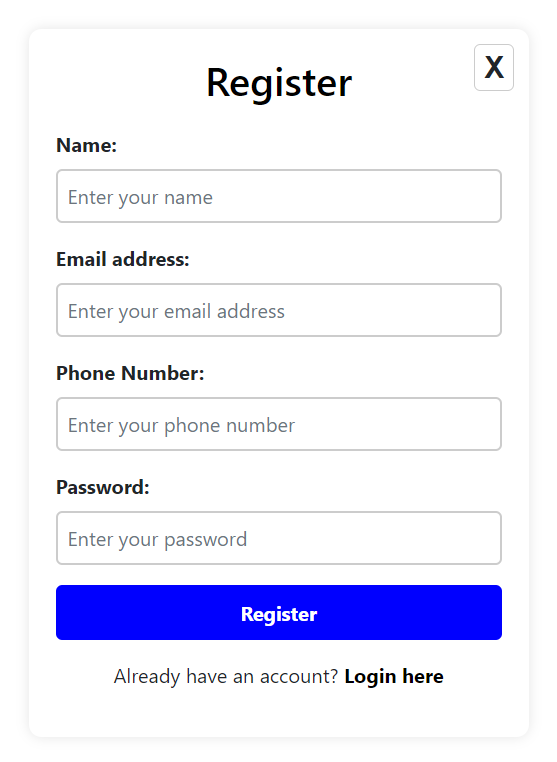 X
Register
Name:
Enter your name
Email address:
Enter your email address
Phone Number:
Enter your phone number
Password:
Enter your password
Register
Already have an account? Login here